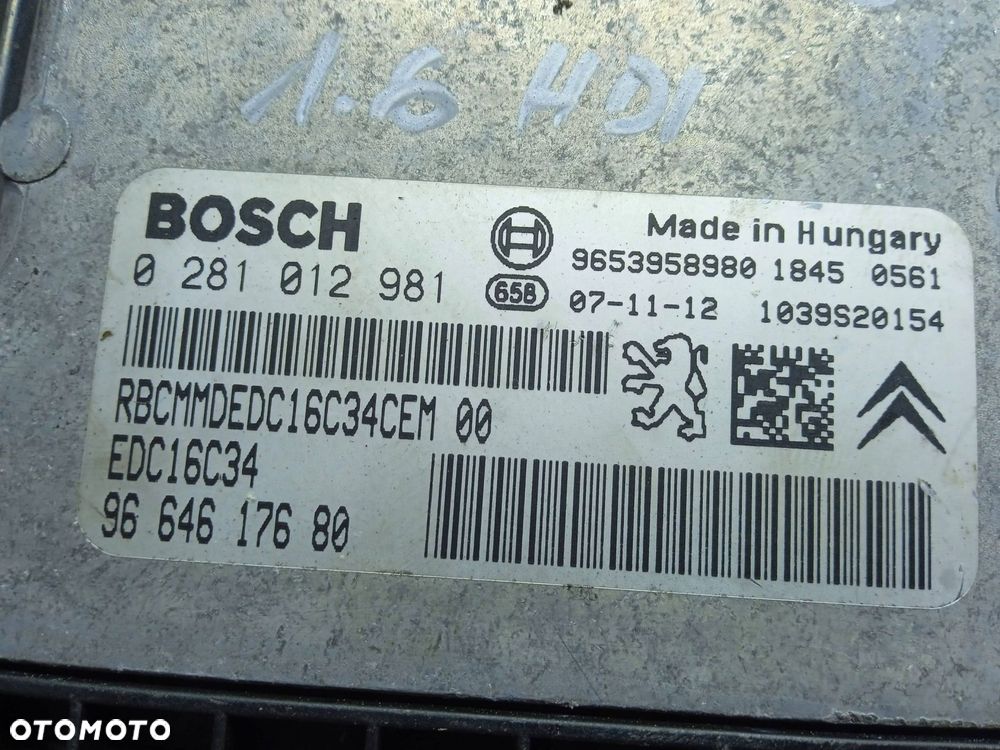 1.6 HDI
BOSCH
0 281 012 981
Made in Hungary
9653958980 1845 0561
658 07-11-12 1039S20154
RBCMMDEDC16C34CEM 00
EDC16C34
96 646 176 80
OTOMOTO